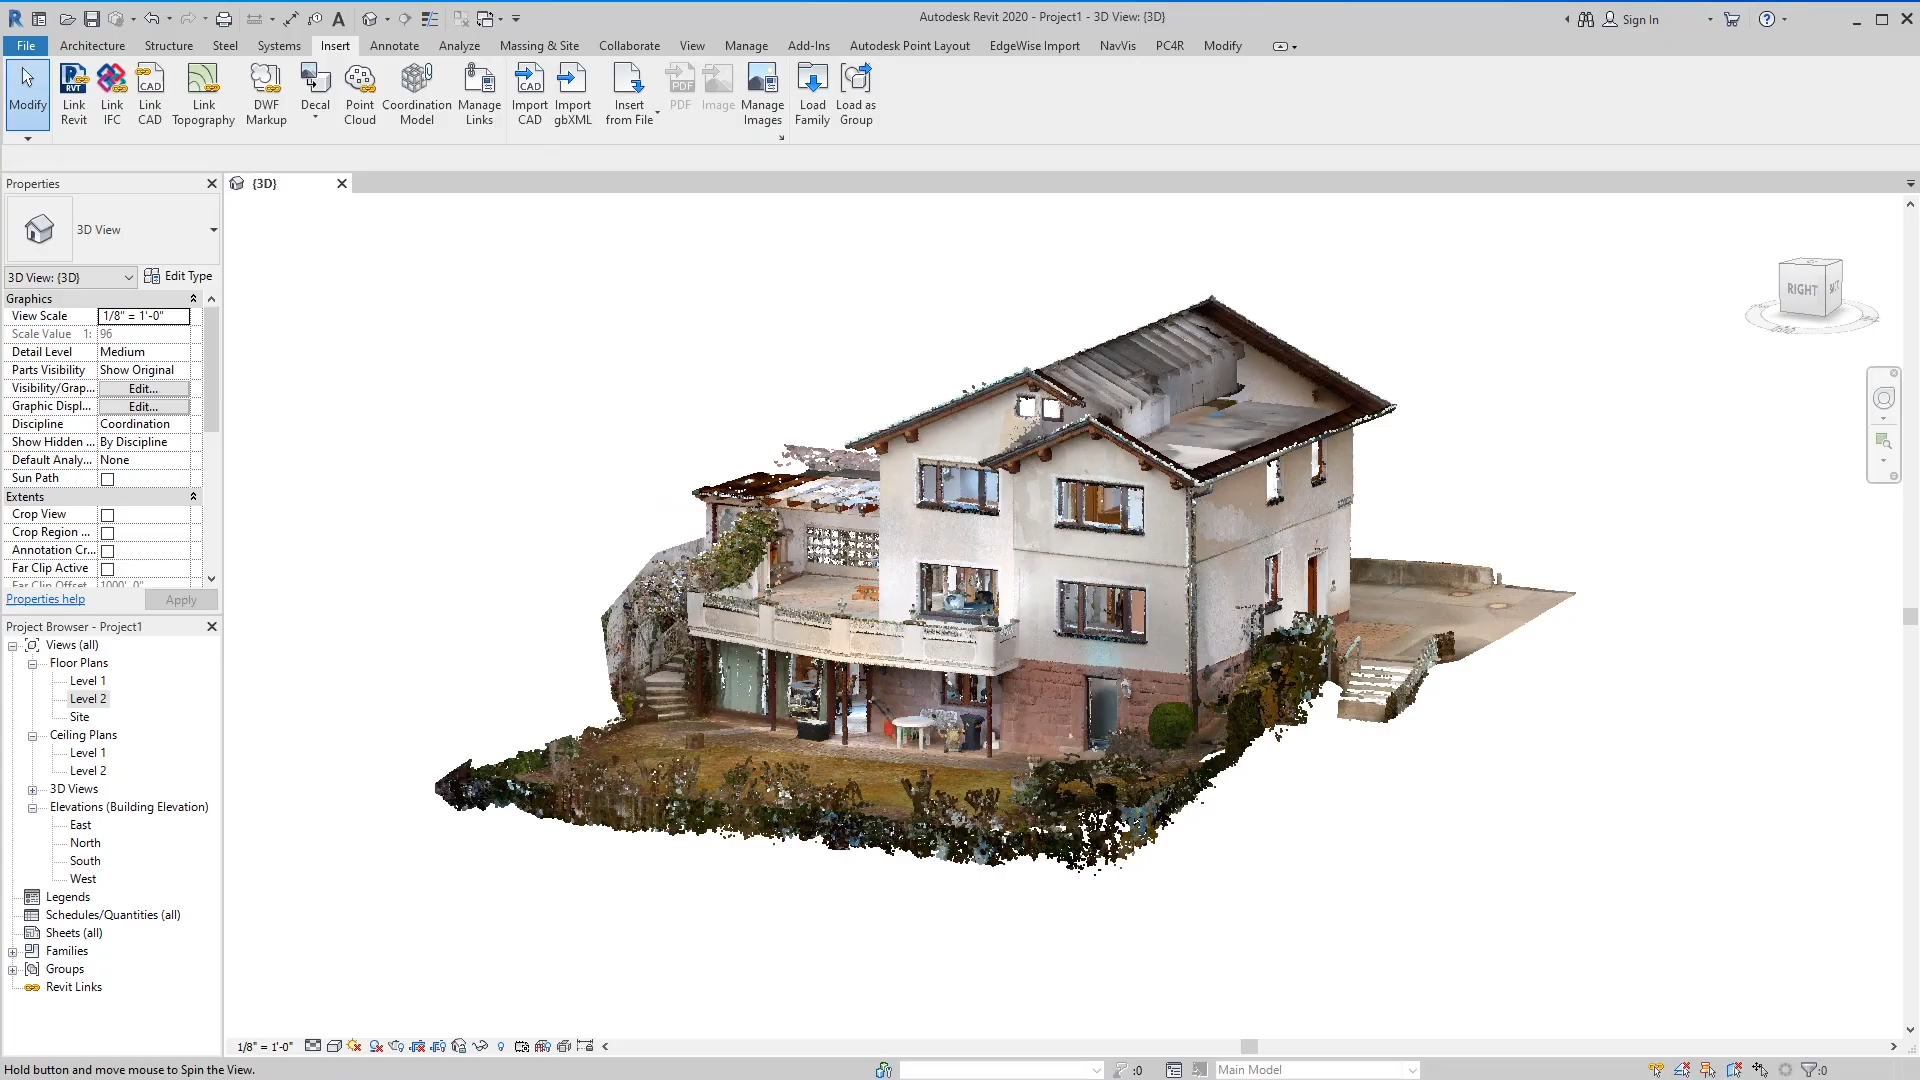 Autodesk Revit 2020 - Project1 - 3D View: {3D}
Sign In
File Architecture Structure Steel Systems Insert Annotate Analyze Massing & Site Collaborate View Manage Add-Ins Autodesk Point Layout EdgeWise Import NavVis PC4R Modify
Modify
Link Revit
Link IFC
Link CAD
Link Topography
DWF Markup
Decal
Point Cloud
Coordination Model
Manage Links
Import CAD
Import gbXML
Insert from File
PDF
Image
Manage Images
Load Family
Load as Group
Properties
{3D}
3D View
3D View: {3D}
Edit Type
Graphics
View Scale 1/8" = 1'-0"
Scale Value 1: 96
Detail Level Medium
Parts Visibility Show Original
Visibility/Grap... Edit...
Graphic Displ... Edit...
Discipline Coordination
Show Hidden ... By Discipline
Default Analy... None
Sun Path
Extents
Crop View
Crop Region ...
Annotation Cr...
Far Clip Active
Far Clip Offset 1000' 0"
Properties help
Apply
Project Browser - Project1
Views (all)
Floor Plans
Level 1
Level 2
Site
Ceiling Plans
Level 1
Level 2
3D Views
Elevations (Building Elevation)
East
North
South
West
Legends
Schedules/Quantities (all)
Sheets (all)
Families
Groups
Revit Links
RIGHT
1/8" = 1'-0"
Hold button and move mouse to Spin the View.
:0
Main Model
:0